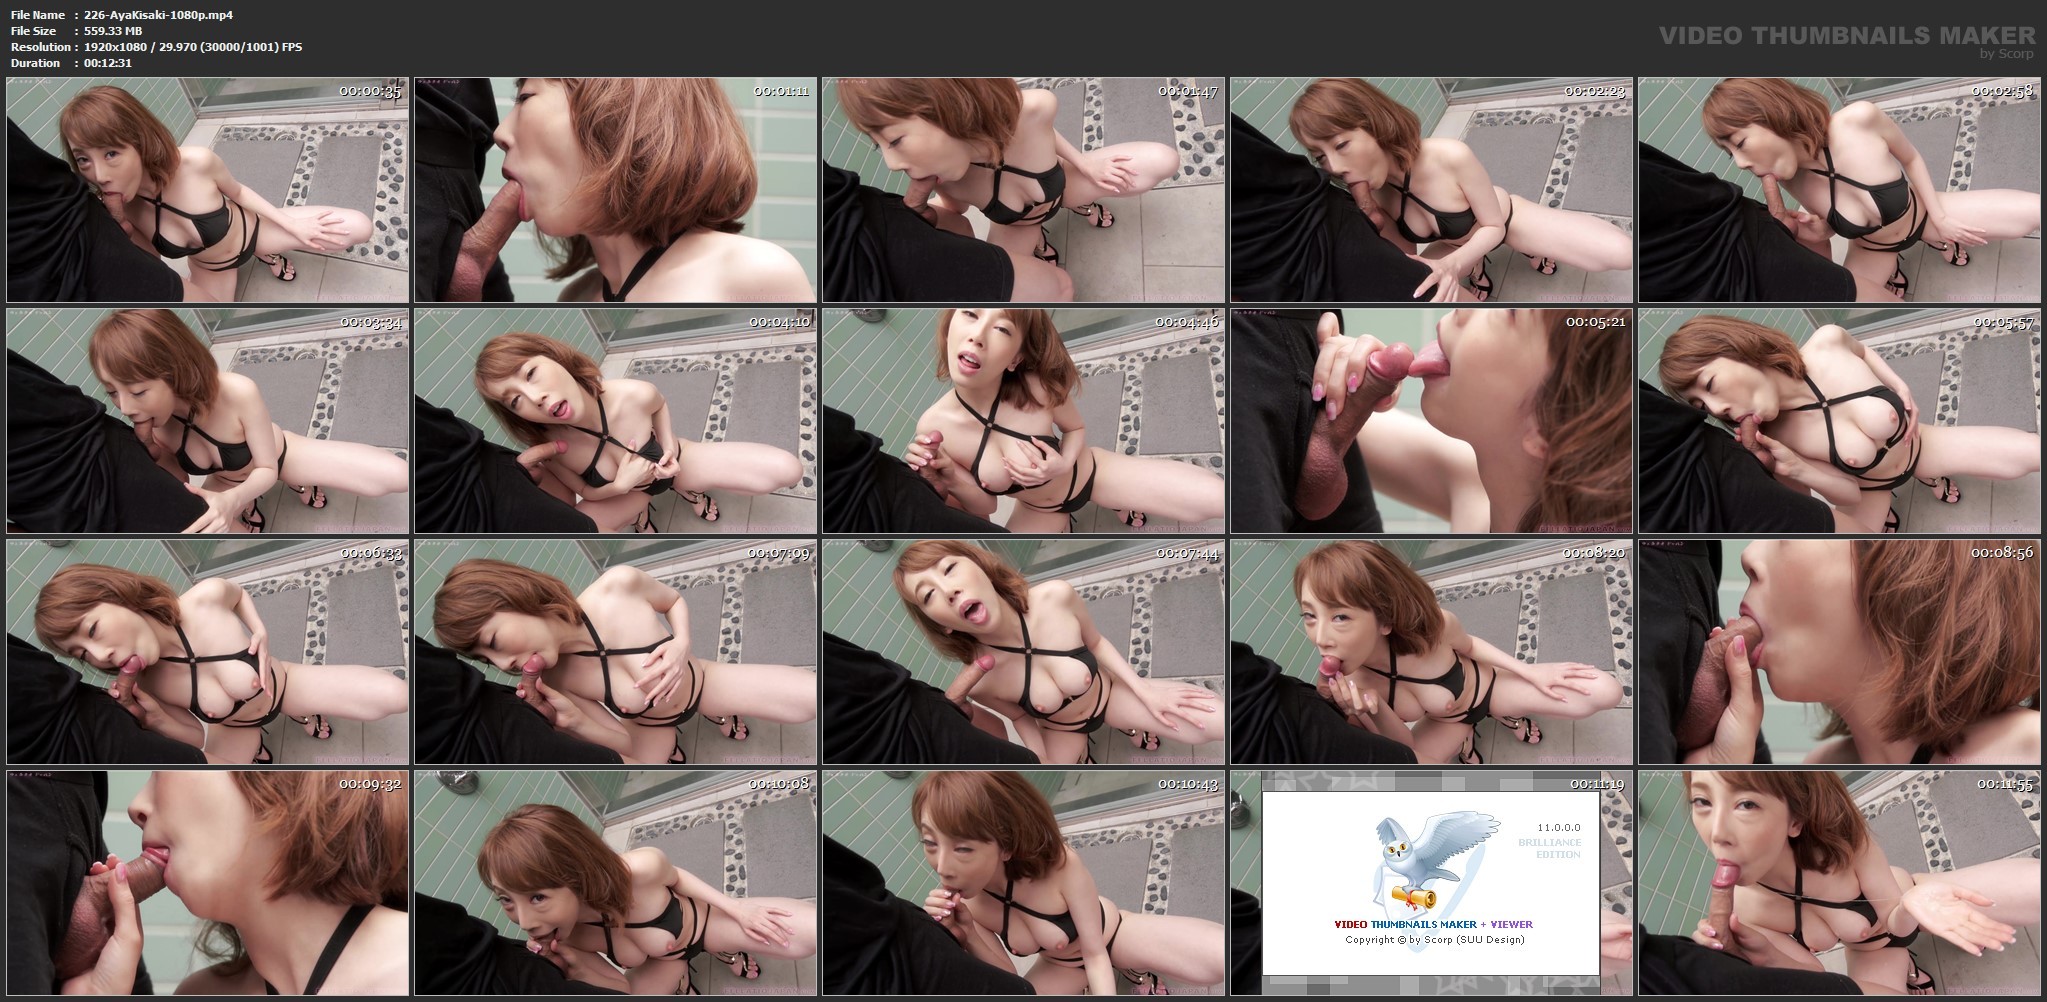 File Name : 226-AyaKisaki-1080p.mp4
File Size : 559.33 MB
Resolution : 1920x1080 / 29.970 (30000/1001) FPS
Duration : 00:12:31
VIDEO THUMBNAILS MAKER
by Scorp
00:00:35
00:01:11
00:01:47
00:02:23
00:02:58
00:03:34
00:04:10
00:04:46
00:05:21
00:05:57
00:06:33
00:07:09
00:07:44
00:08:20
00:08:56
00:09:32
00:10:08
00:10:43
00:11:19
11.0.0.0
BRILLIANCE
EDITION
VIDEO THUMBNAILS MAKER + VIEWER
Copyright © by Scorp (SUU Design)
00:11:55